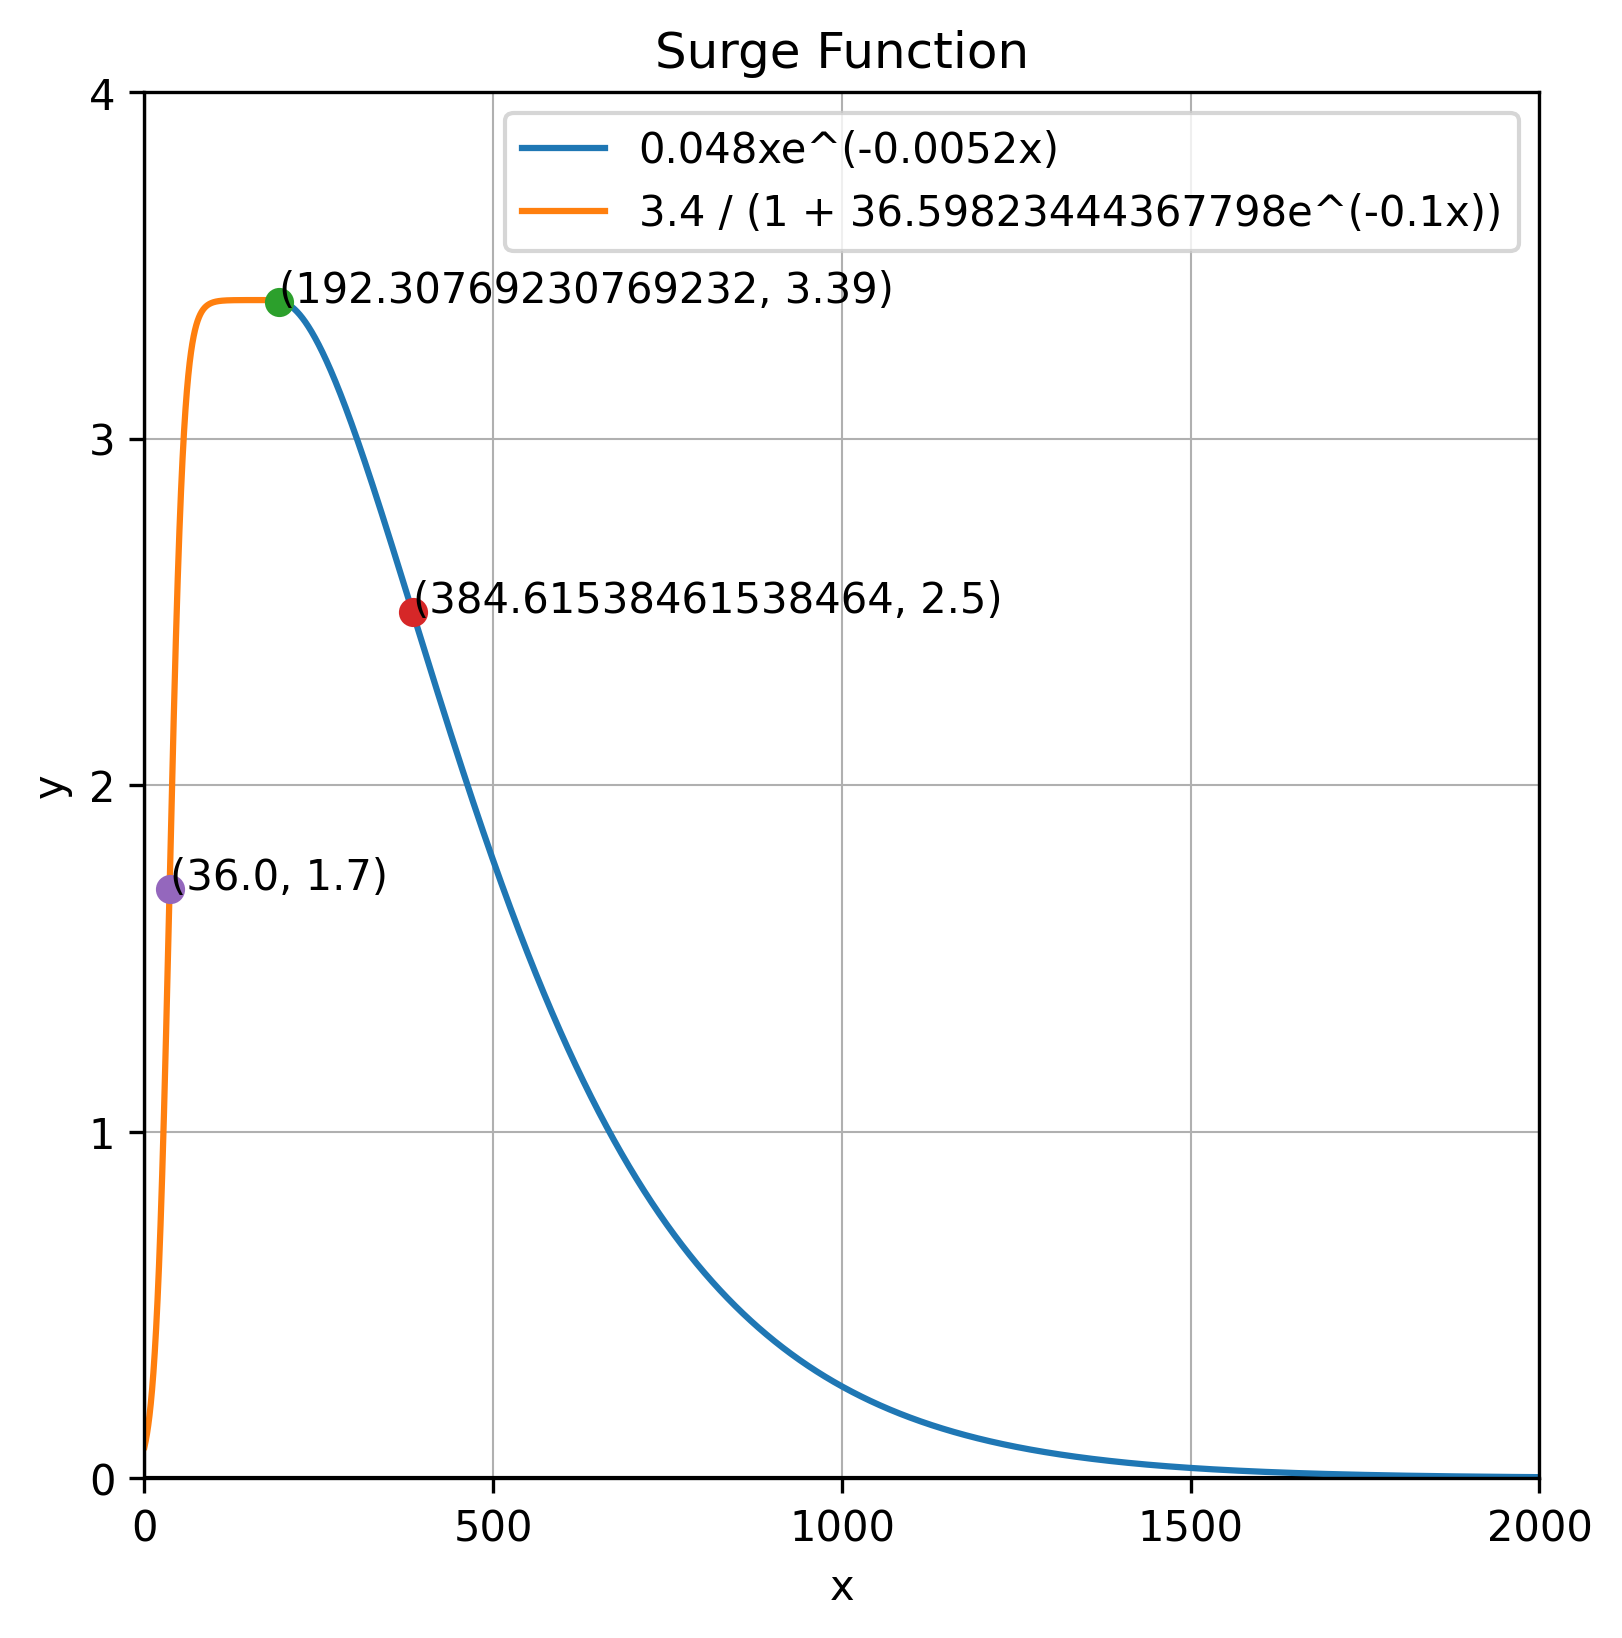 Surge Function
4
0.048xe^(-0.0052x)
3.4 / (1 + 36.59823444367798e^(-0.1x))
(192.30769230769232, 3.39)
3
(384.61538461538464, 2.5)
2
y
(36.0, 1.7)
1
0
0 500 1000 1500 2000
x